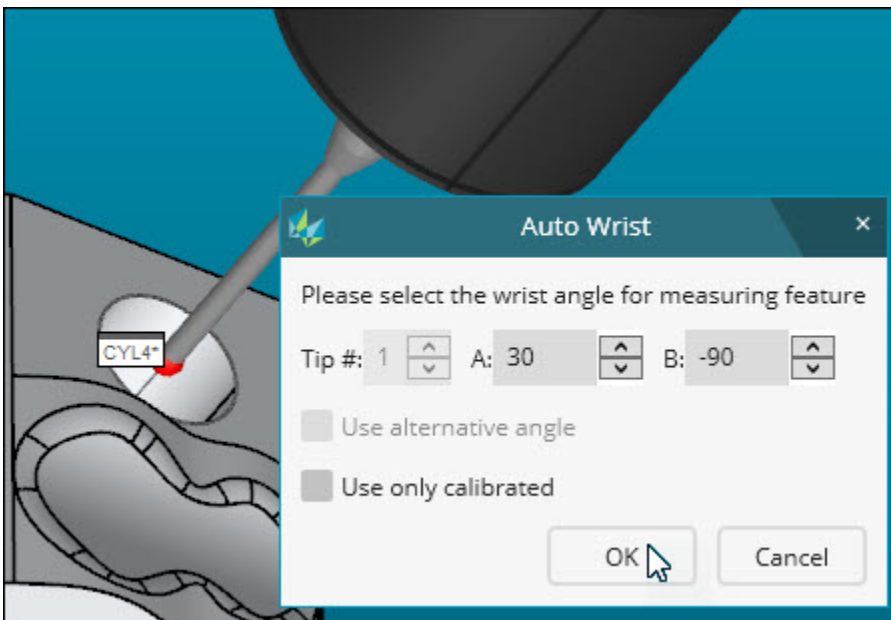 Auto Wrist
Please select the wrist angle for measuring feature
CYL4*
Tip #: 1 A: 30 B: -90
Use alternative angle
Use only calibrated
OK Cancel